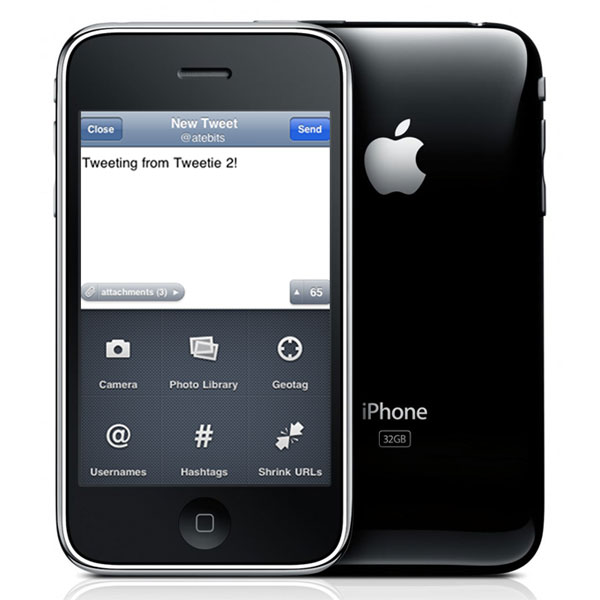 Close
New Tweet
@atebits
Send
Tweeting from Tweetie 2!
attachments (3)
65
Camera
Photo Library
Geotag
@
#
Usernames
Hashtags
Shrink URLs
iPhone
32GB